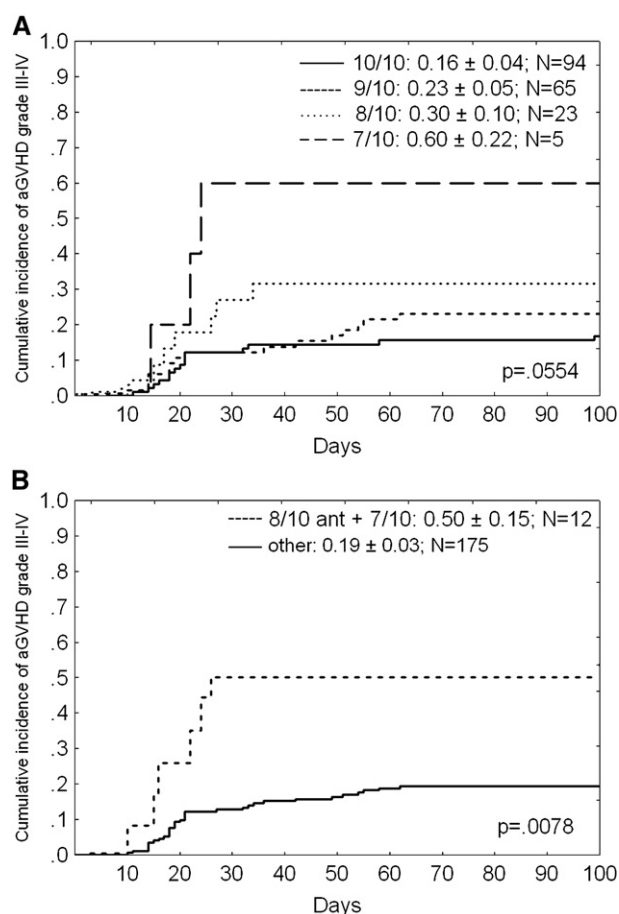 A
Cumulative incidence of aGVHD grade III-IV
1.0
.9
.8
.7
.6
.5
.4
.3
.2
.1
.0
10/10: 0.16 ± 0.04; N=94
9/10: 0.23 ± 0.05; N=65
8/10: 0.30 ± 0.10; N=23
7/10: 0.60 ± 0.22; N=5
p=.0554
10 20 30 40 50 60 70 80 90 100
Days
B
Cumulative incidence of aGVHD grade III-IV
1.0
.9
.8
.7
.6
.5
.4
.3
.2
.1
.0
8/10 ant + 7/10: 0.50 ± 0.15; N=12
other: 0.19 ± 0.03; N=175
p=.0078
10 20 30 40 50 60 70 80 90 100
Days